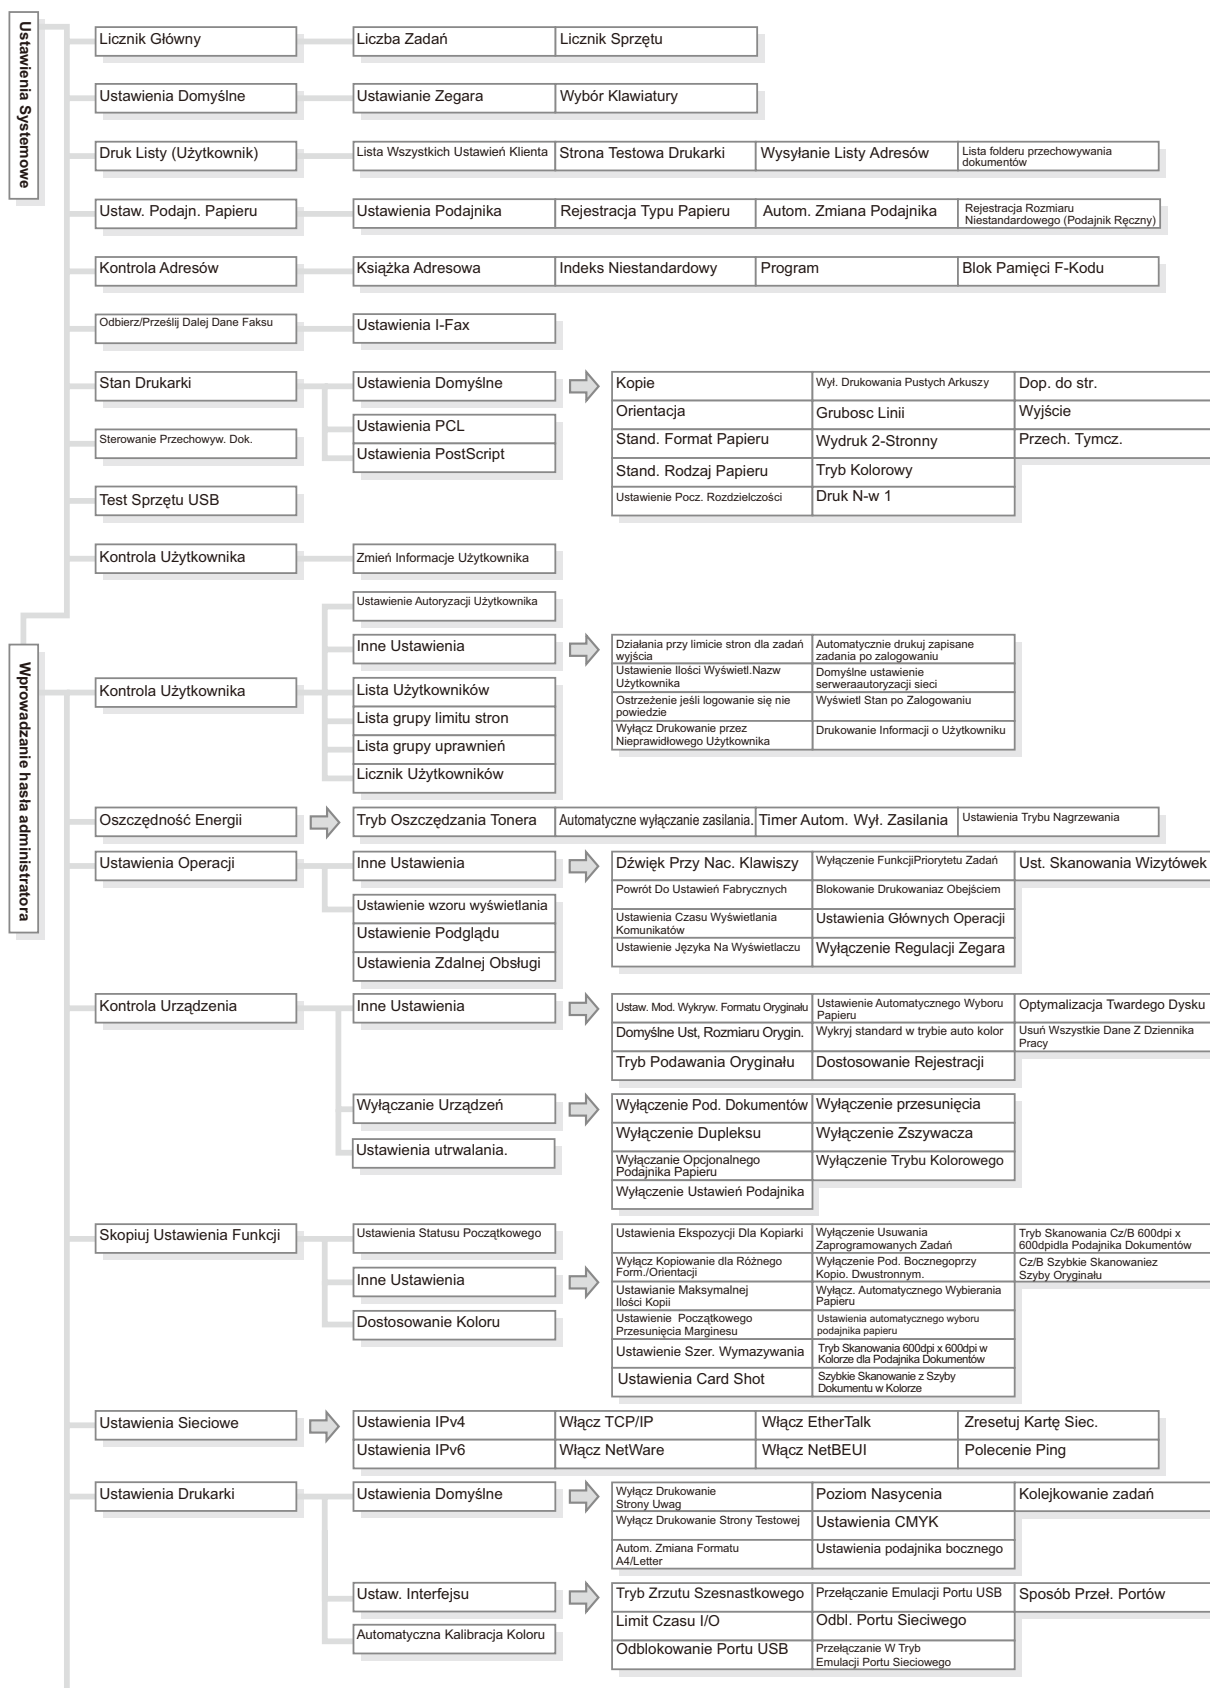 Ustawienia Systemowe
Licznik Główny
Liczba Zadań
Licznik Sprzętu
Ustawienia Domyślne
Ustawianie Zegara
Wybór Klawiatury
Druk Listy (Użytkownik)
Lista Wszystkich Ustawień Klienta
Strona Testowa Drukarki
Wysyłanie Listy Adresów
Lista folderu przechowywania
dokumentów
Ustaw. Podajn. Papieru
Ustawienia Podajnika
Rejestracja Typu Papieru
Autom. Zmiana Podajnika
Rejestracja Rozmiaru
Niestandardowego (Podajnik Ręczny)
Kontrola Adresów
Książka Adresowa
Indeks Niestandardowy
Program
Blok Pamięci F-Kodu
Odbierz/Prześlij Dalej Dane Faksu
Ustawienia I-Fax
Stan Drukarki
Ustawienia Domyślne
Kopie
Wył. Drukowania Pustych Arkuszy
Dop. do str.
Orientacja
Grubosc Linii
Wyjście
Ustawienia PCL
Stand. Format Papieru
Wydruk 2-Stronny
Przech. Tymcz.
Sterowanie Przechowyw. Dok.
Ustawienia PostScript
Stand. Rodzaj Papieru
Tryb Kolorowy
Ustawienie Pocz. Rozdzielczości
Druk N-w 1
Test Sprzętu USB
Kontrola Użytkownika
Zmień Informacje Użytkownika
Wprowadzanie hasła administratora
Kontrola Użytkownika
Ustawienie Autoryzacji Użytkownika
Inne Ustawienia
Działania przy limicie stron dla zadań
wyjścia
Automatycznie drukuj zapisane
zadania po zalogowaniu
Ustawienie Ilości Wyświetl.Nazw
Użytkownika
Domyślne ustawienie
serweraautoryzacji sieci
Ostrzeżenie jeśli logowanie się nie
powiedzie
Wyświetl Stan po Zalogowaniu
Wyłącz Drukowanie przez
Nieprawidłowego Użytkownika
Drukowanie Informacji o Użytkowniku
Lista Użytkowników
Lista grupy limitu stron
Lista grupy uprawnień
Licznik Użytkowników
Oszczędność Energii
Tryb Oszczędzania Tonera
Automatyczne wyłączanie zasilania.
Timer Autom. Wył. Zasilania
Ustawienia Trybu Nagrzewania
Ustawienia Operacji
Inne Ustawienia
Dźwięk Przy Nac. Klawiszy
Wyłączenie FunkcjiPriorytetu Zadań
Ust. Skanowania Wizytówek
Powrót Do Ustawień Fabrycznych
Blokowanie Drukowaniaz Obejściem
Ustawienia Czasu Wyświetlania
Komunikatów
Ustawienia Głównych Operacji
Ustawienie Języka Na Wyświetlaczu
Wyłączenie Regulacji Zegara
Ustawienie wzoru wyświetlania
Ustawienie Podglądu
Ustawienia Zdalnej Obsługi
Kontrola Urządzenia
Inne Ustawienia
Ustaw. Mod. Wykryw. Formatu Oryginału
Ustawienie Automatycznego Wyboru
Papieru
Optymalizacja Twardego Dysku
Domyślne Ust, Rozmiaru Orygin.
Wykryj standard w trybie auto kolor
Usuń Wszystkie Dane Z Dziennika
Pracy
Tryb Podawania Oryginału
Dostosowanie Rejestracji
Wyłączanie Urządzeń
Wyłączenie Pod. Dokumentów
Wyłączenie przesunięcia
Wyłączenie Dupleksu
Wyłączenie Zszywacza
Wyłączanie Opcjonalnego
Podajnika Papieru
Wyłączenie Trybu Kolorowego
Wyłączenie Ustawień Podajnika
Ustawienia utrwalania.
Skopiuj Ustawienia Funkcji
Ustawienia Statusu Początkowego
Inne Ustawienia
Dostosowanie Koloru
Ustawienia Ekspozycji Dla Kopiarki
Wyłączenie Usuwania
Zaprogramowanych Zadań
Tryb Skanowania Cz/B 600dpi x
600dpidla Podajnika Dokumentów
Wyłącz Kopiowanie dla Różnego
Form./Orientacji
Wyłączenie Pod. Bocznegoprzy
Kopio. Dwustronnym.
Cz/B Szybkie Skanowaniez
Szyby Oryginału
Ustawianie Maksymalnej
Ilości Kopii
Wyłącz. Automatycznego Wybierania
Papieru
Ustawienie Początkowego
Przesunięcia Marginesu
Ustawienia automatycznego wyboru
podajnika papieru
Ustawienie Szer. Wymazywania
Tryb Skanowania 600dpi x 600dpi w
Kolorze dla Podajnika Dokumentów
Ustawienia Card Shot
Szybkie Skanowanie z Szyby
Dokumentu w Kolorze
Ustawienia Sieciowe
Ustawienia IPv4
Włącz TCP/IP
Włącz EtherTalk
Zresetuj Kartę Siec.
Ustawienia IPv6
Włącz NetWare
Włącz NetBEUI
Polecenie Ping
Ustawienia Drukarki
Ustawienia Domyślne
Wyłącz Drukowanie
Strony Uwag
Poziom Nasycenia
Kolejkowanie zadań
Wyłącz Drukowanie Strony Testowej
Ustawienia CMYK
Autom. Zmiana Formatu
A4/Letter
Ustawienia podajnika bocznego
Ustaw. Interfejsu
Tryb Zrzutu Szesnastkowego
Przełączanie Emulacji Portu USB
Sposób Przeł. Portów
Limit Czasu I/O
Odbl. Portu Sieciwego
Odblokowanie Portu USB
Przełączanie W Tryb
Emulacji Portu Sieciowego
Automatyczna Kalibracja Koloru